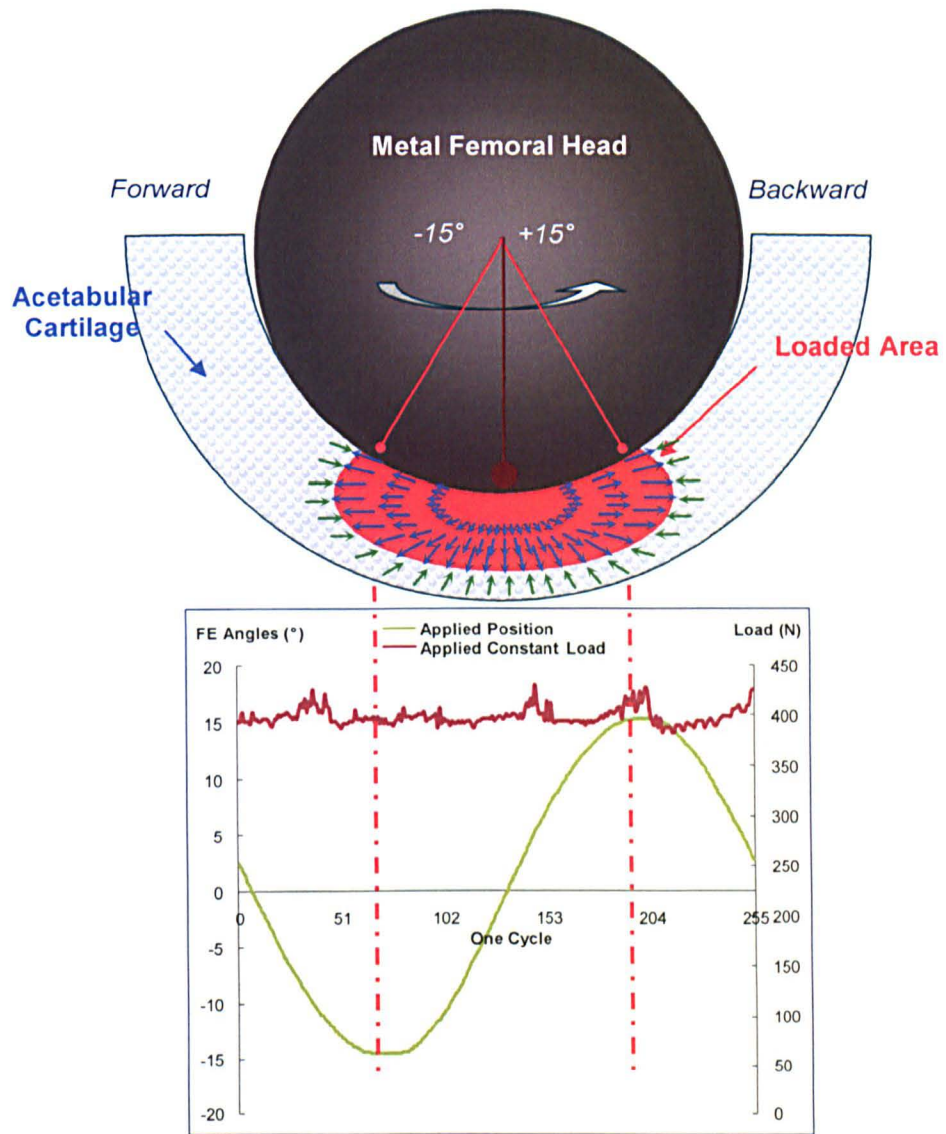 Metal Femoral Head
Forward
Backward
-15°
+15°
Acetabular
Cartilage
Loaded Area
FE Angles (°)
Applied Position
Load (N)
Applied Constant Load
20
450
400
15
350
10
300
5
250
0
0
51
102
153
204
255
200
One Cycle
-5
150
-10
100
-15
50
-20
0